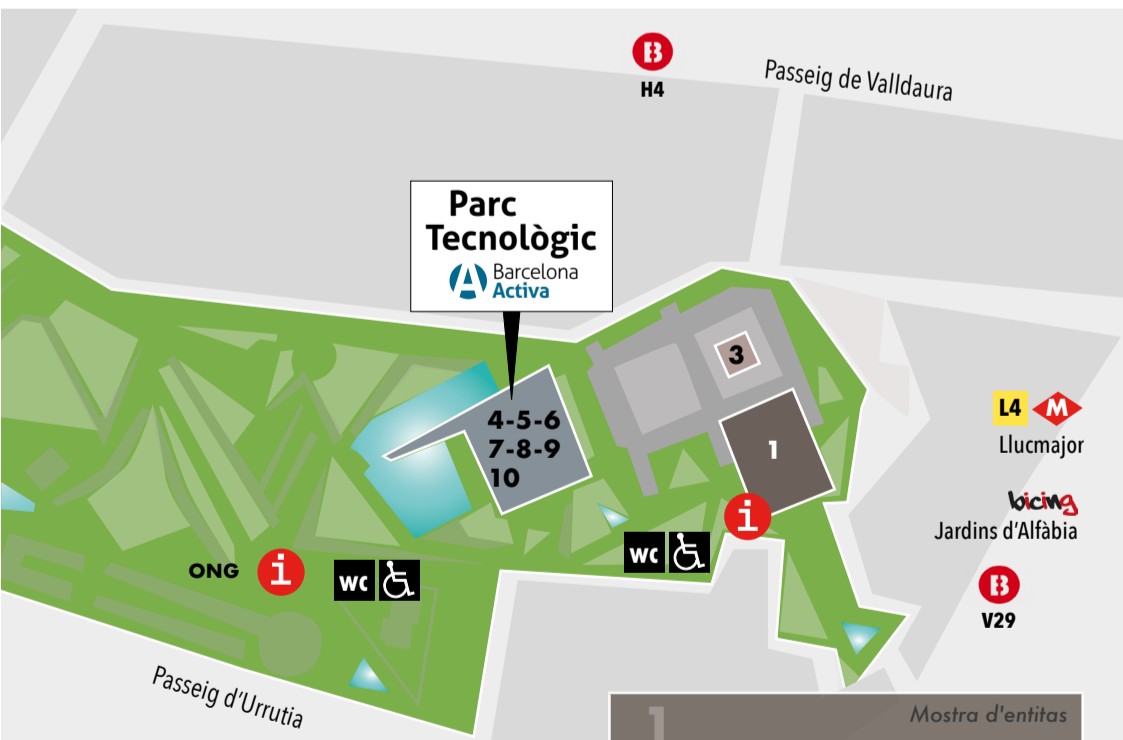 B
H4
Passeig de Valldaura
Parc
Tecnològic
Barcelona
Activa
3
4-5-6
7-8-9
10
1
L4 M
Llucmajor
bicing
Jardins d'Alfàbia
B
V29
i
wc
ONG i
wc
Passeig d'Urrutia
1
Mostra d'entitas